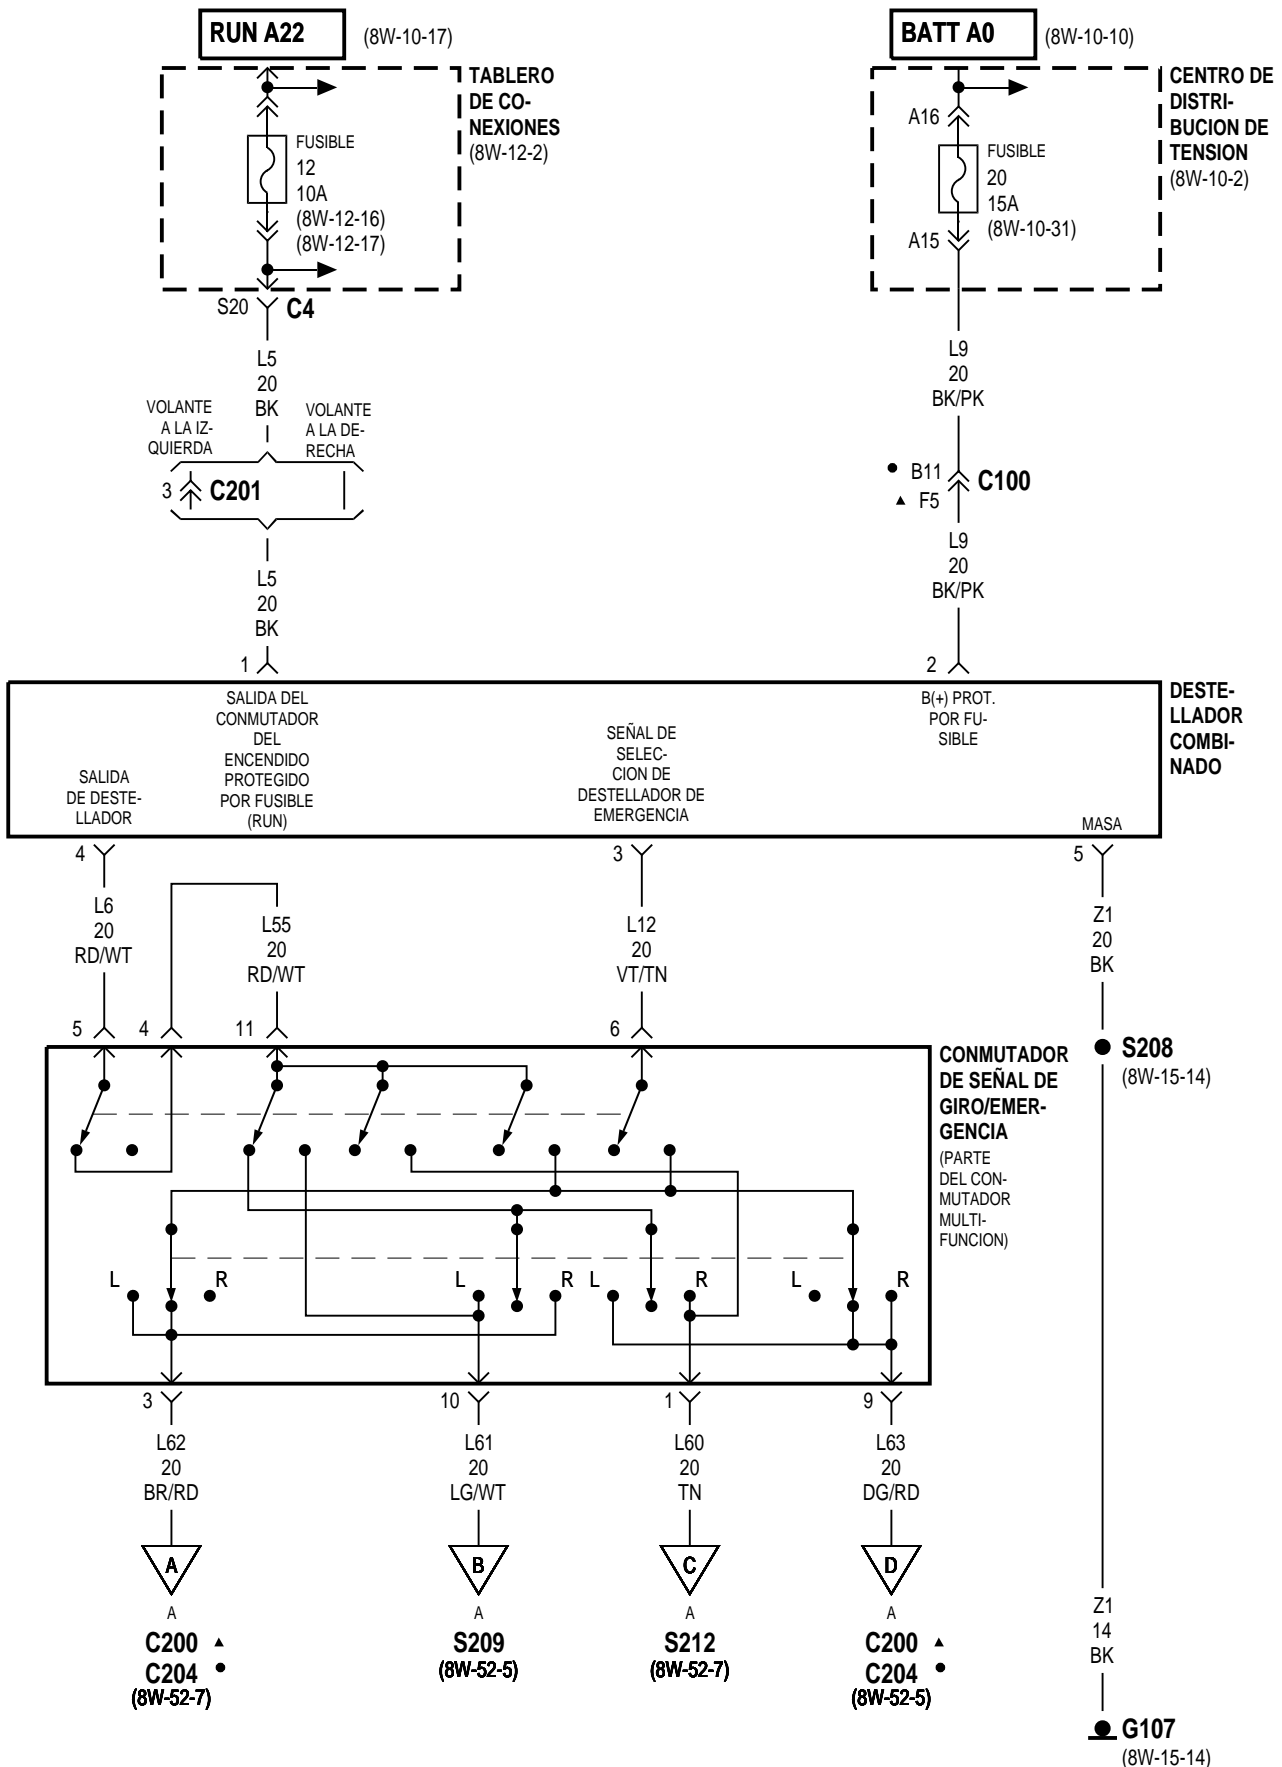 RUN A22
(8W-10-17)
BATT A0
(8W-10-10)
TABLERO
DE CO-
NEXIONES
(8W-12-2)
FUSIBLE
12
10A
(8W-12-16)
(8W-12-17)
S20
C4
CENTRO DE
DISTRI-
BUCION DE
TENSION
(8W-10-2)
A16
FUSIBLE
20
15A
(8W-10-31)
A15
L5
20
BK
VOLANTE
A LA IZ-
QUIERDA
VOLANTE
A LA DE-
RECHA
3
C201
L5
20
BK
1
L9
20
BK/PK
B11
F5
C100
L9
20
BK/PK
2
SALIDA
DE DESTE-
LLADOR
SALIDA DEL
CONMUTADOR
DEL
ENCENDIDO
PROTEGIDO
POR FUSIBLE
(RUN)
SEÑAL DE
SELEC-
CION DE
DESTELLADOR DE
EMERGENCIA
B(+) PROT.
POR FU-
SIBLE
MASA
DESTE-
LLADOR
COMBI-
NADO
4
3
5
L6
20
RD/WT
L55
20
RD/WT
L12
20
VT/TN
Z1
20
BK
5
4
11
6
S208
(8W-15-14)
CONMUTADOR
DE SEÑAL DE
GIRO/EMER-
GENCIA
(PARTE
DEL CON-
MUTADOR
MULTI-
FUNCION)
L
R
L
R
L
R
L
R
3
10
1
9
L62
20
BR/RD
L61
20
LG/WT
L60
20
TN
L63
20
DG/RD
A
B
C
D
A
A
A
A
C200
C204
(8W-52-7)
S209
(8W-52-5)
S212
(8W-52-7)
C200
C204
(8W-52-5)
Z1
14
BK
G107
(8W-15-14)